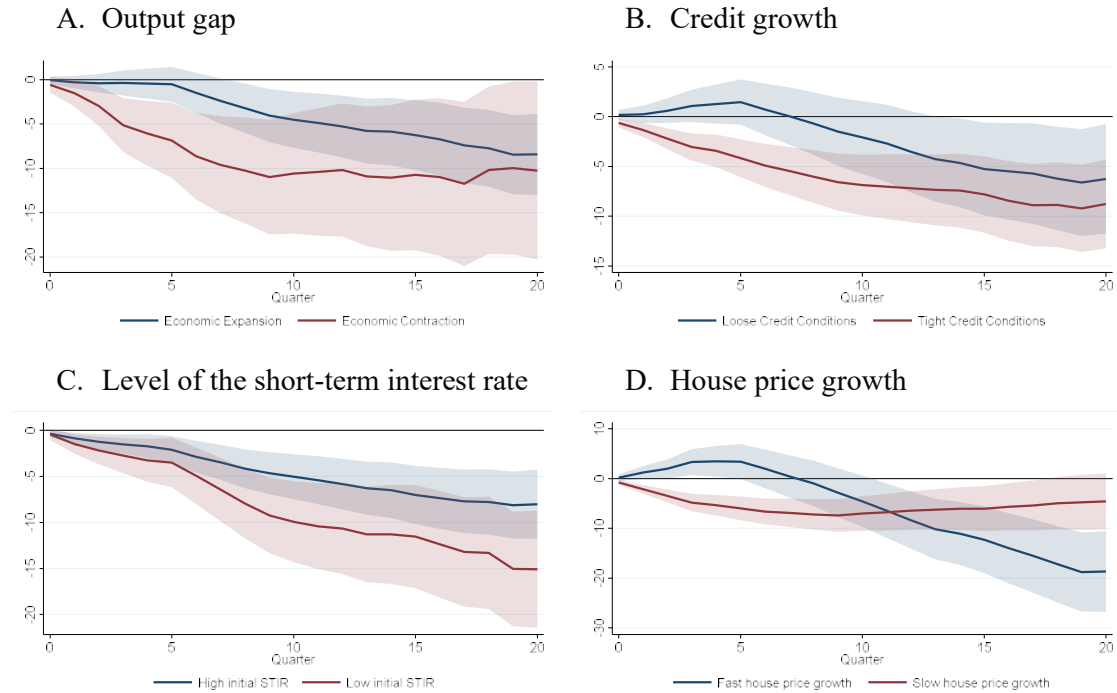 A. Output gap
0
-5
-10
-15
-20
0 5 10 15 20
Quarter
Economic Expansion Economic Contraction
B. Credit growth
5
0
-5
-10
-15
0 5 10 15 20
Quarter
Loose Credit Conditions Tight Credit Conditions
C. Level of the short-term interest rate
0
-5
-10
-15
-20
0 5 10 15 20
Quarter
High initial STIR Low initial STIR
D. House price growth
10
0
-10
-20
-30
0 5 10 15 20
Quarter
Fast house price growth Slow house price growth